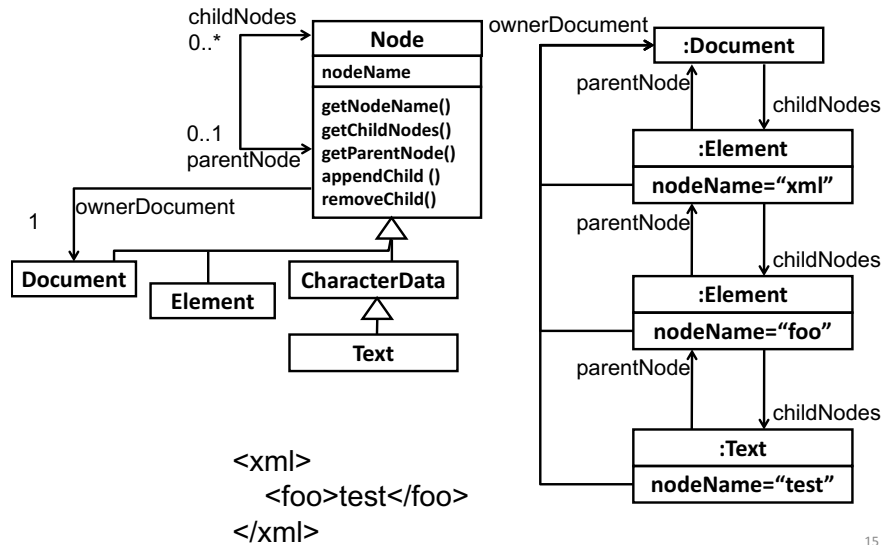 childNodes
0..*
Node
nodeName
getNodeName()
getChildNodes()
getParentNode()
appendChild ()
removeChild()
0..1
parentNode
ownerDocument
1
Document
Element
CharacterData
Text
<xml>
<foo>test</foo>
</xml>
ownerDocument
:Document
parentNode
childNodes
:Element
nodeName=“xml”
parentNode
childNodes
:Element
nodeName=“foo”
parentNode
childNodes
:Text
nodeName=“test”
15